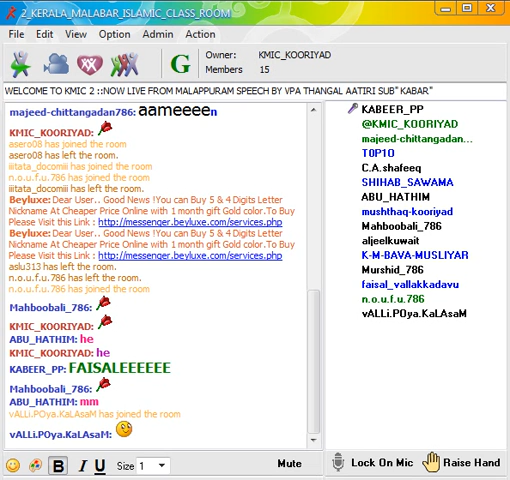 2_KERALA_MALABAR_ISLAMIC_CLASS_ROOM
File Edit View Option Admin Action
G
Owner: KMIC_KOORIYAD
Members 15
WELCOME TO KMIC 2 ::NOW LIVE FROM MALAPPURAM SPEECH BY VPA THANGAL AATIRI SUB" KABAR"
majeed-chittangadan786: aameeeen
KMIC_KOORIYAD:
asero08 has joined the room
asero08 has left the room.
iiitata_docomiii has joined the room
n.o.u.f.u.786 has joined the room
iiitata_docomiii has left the room.
Beyluxe: Dear User.. Good News !You can Buy 5 & 4 Digits Letter
Nickname At Cheaper Price Online with 1 month gift Gold color.To Buy
Please Visit this Link : http://messenger.beyluxe.com/services.php
Beyluxe: Dear User.. Good News !You can Buy 5 & 4 Digits Letter
Nickname At Cheaper Price Online with 1 month gift Gold color.To Buy
Please Visit this Link : http://messenger.beyluxe.com/services.php
aslu313 has left the room.
n.o.u.f.u.786 has left the room.
n.o.u.f.u.786 has joined the room
Mahboobali_786:
KMIC_KOORIYAD:
ABU_HATHIM: he
KMIC_KOORIYAD: he
KABEER_PP: FAISALEEEEEE
Mahboobali_786:
ABU_HATHIM: mm
vALLi.POya.KaLAsaM has joined the room
vALLi.POya.KaLAsaM:
KABEER_PP
@KMIC_KOORIYAD
majeed-chittangadan...
T0P1O
C.A.shafeeq
SHIHAB_SAWAMA
ABU_HATHIM
mushthaq-kooriyad
Mahboobali_786
aljeelkuwait
K-M-BAVA-MUSLIYAR
Murshid_786
faisal_vallakkadavu
n.o.u.f.u.786
vALLi.POya.KaLAsaM
B I U Size 1 Mute Lock On Mic Raise Hand